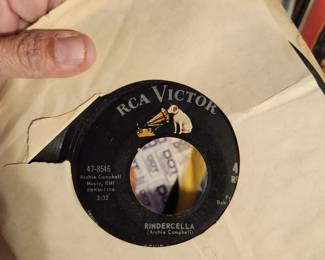 RCA VICTOR
47-8546
Archie Campbell
Music, BMI
2:32
RINDERCELLA
(Archie Campbell)